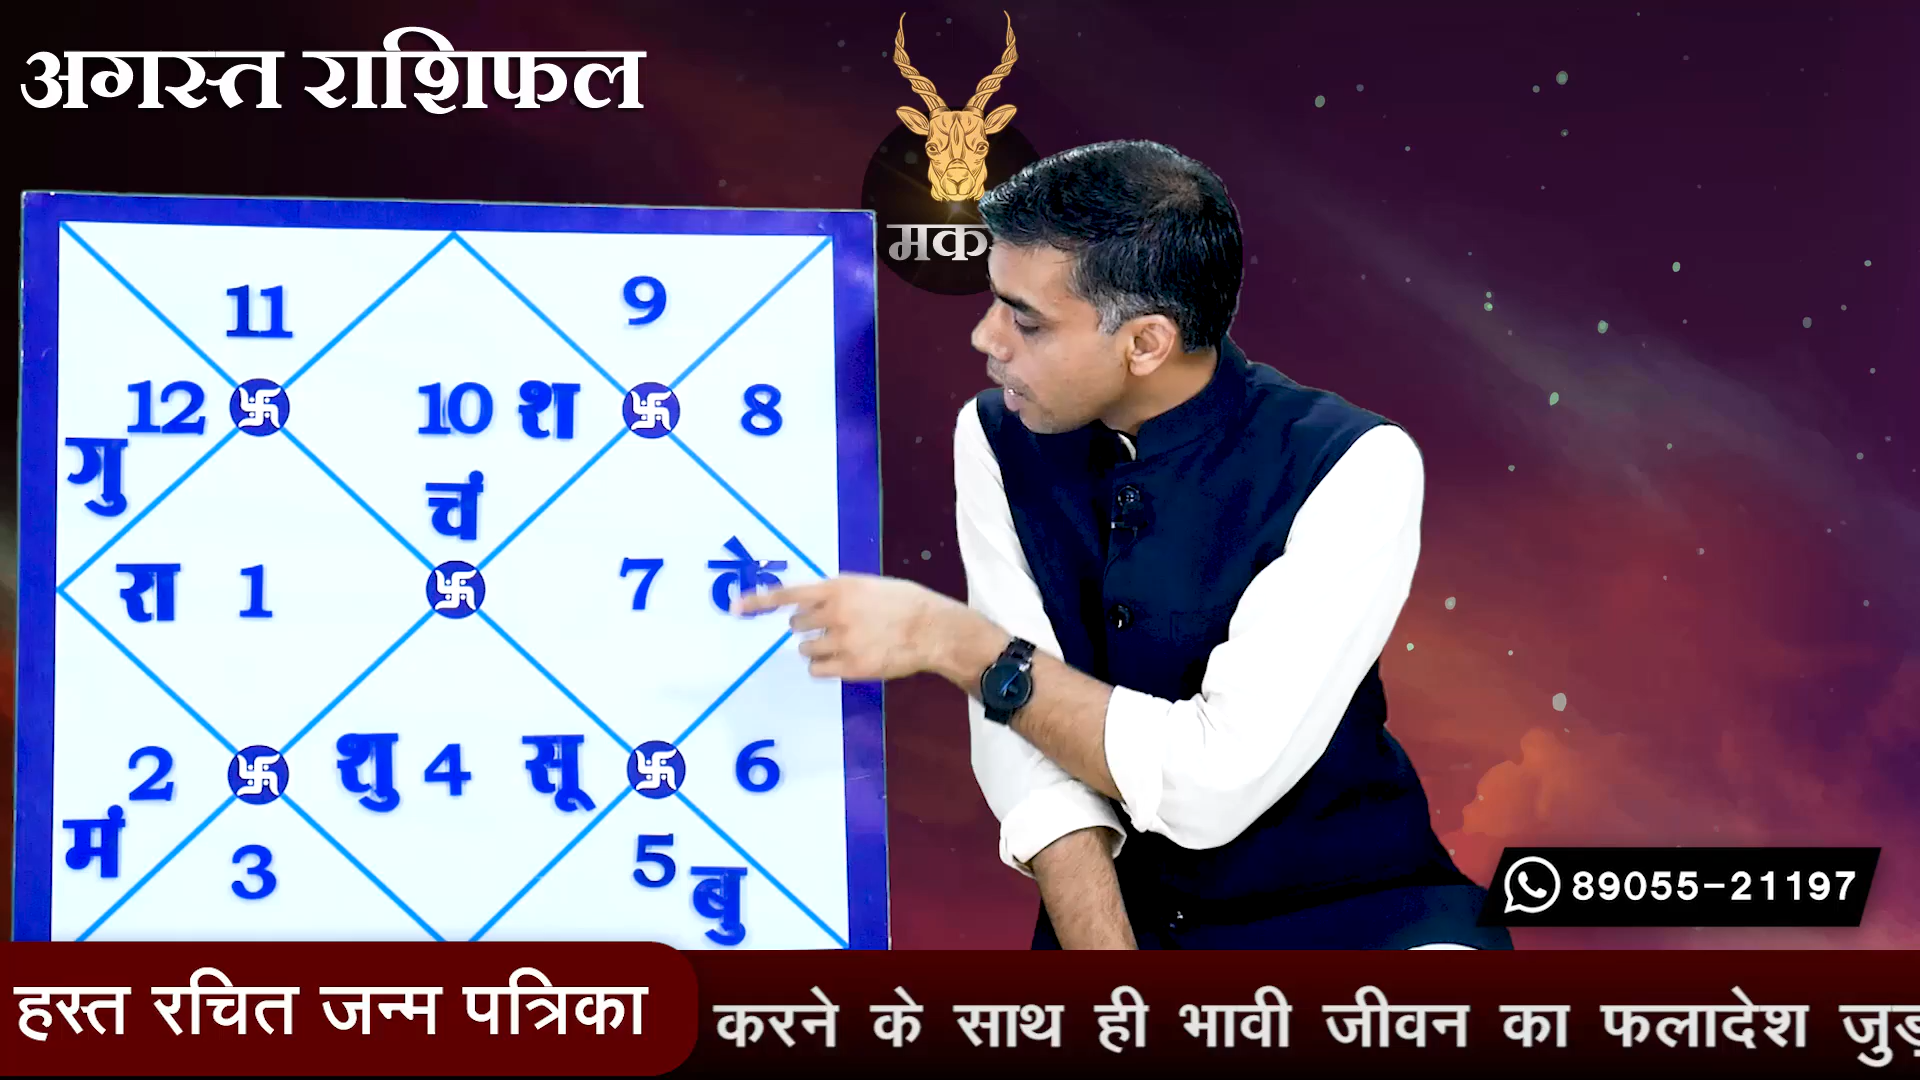 अगस्त राशिफल
11
9
12
10 श
8
गु
चं
रा 1
7 के
2
शु 4 सू
6
मं
3
5
बु
89055-21197
हस्त रचित जन्म पत्रिका
करने के साथ ही भावी जीवन का फलादेश